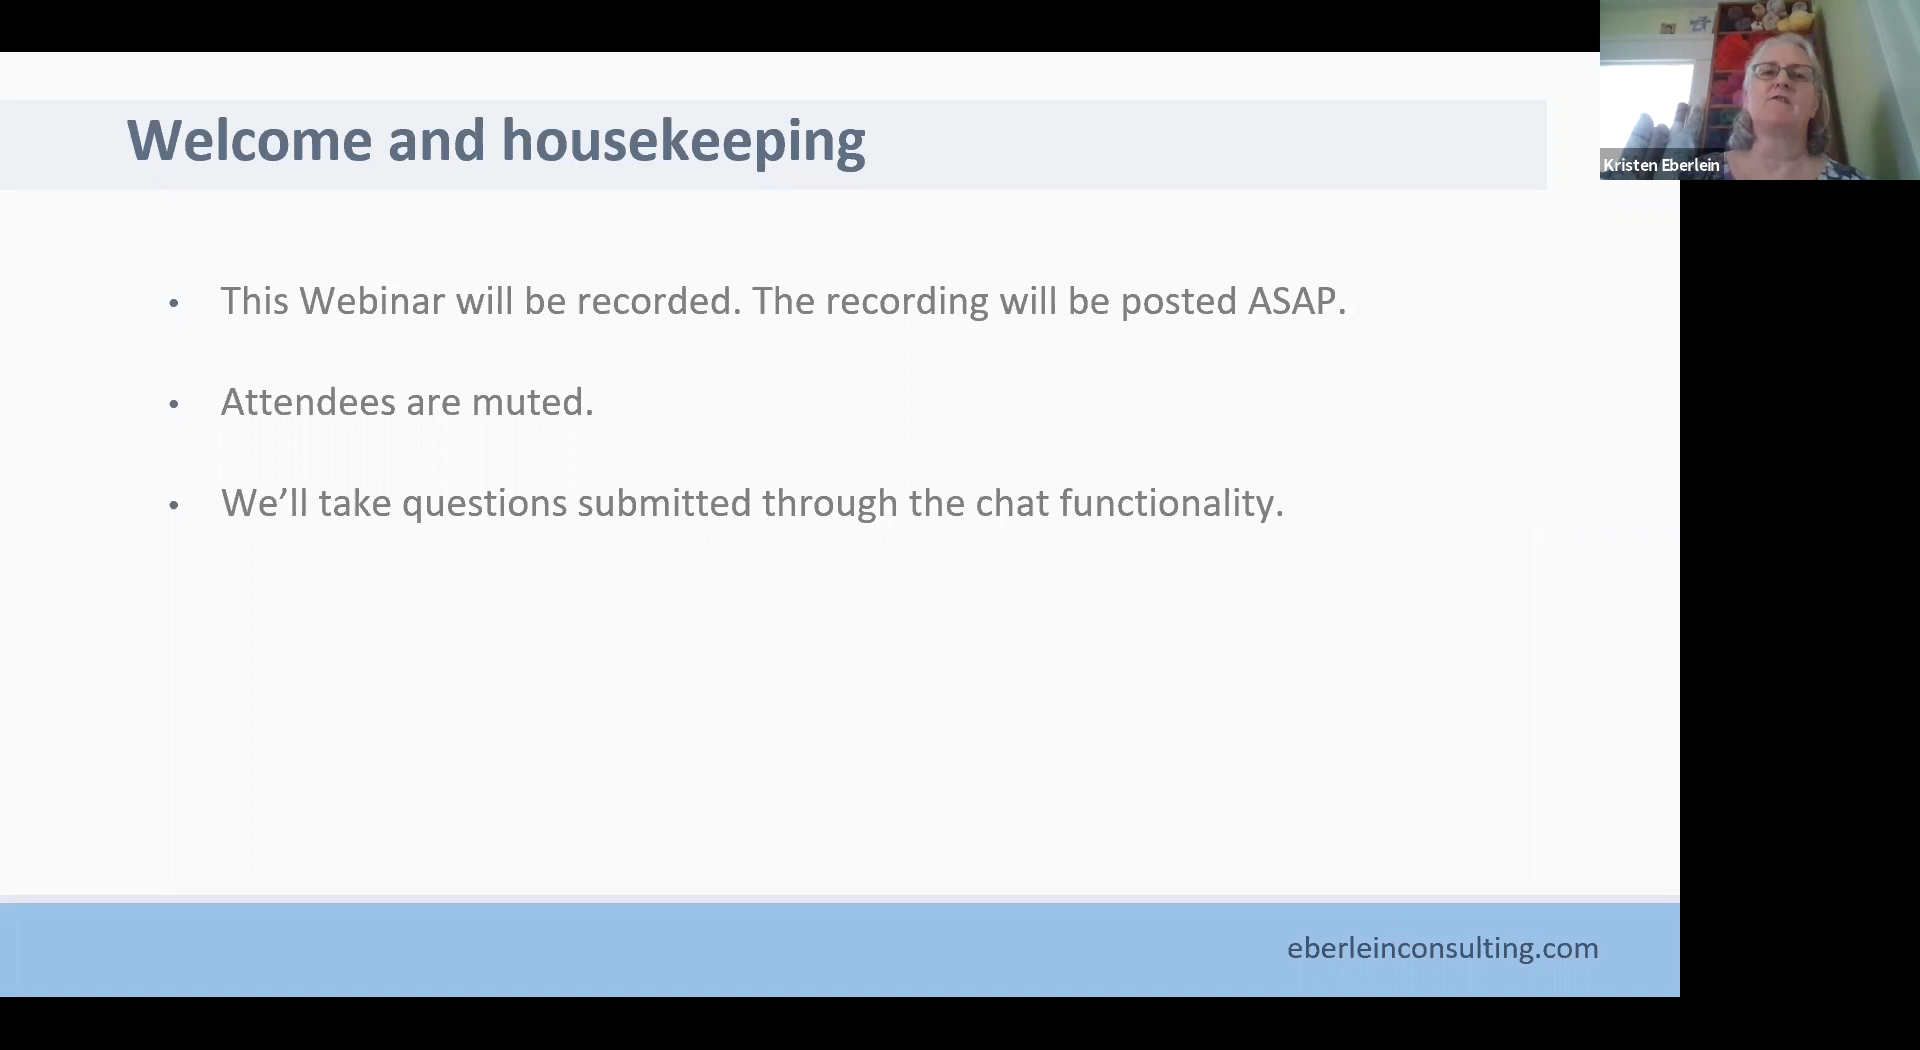 Welcome and housekeeping
Kristen Eberlein
• This Webinar will be recorded. The recording will be posted ASAP.
• Attendees are muted.
• We’ll take questions submitted through the chat functionality.
eberleinconsulting.com